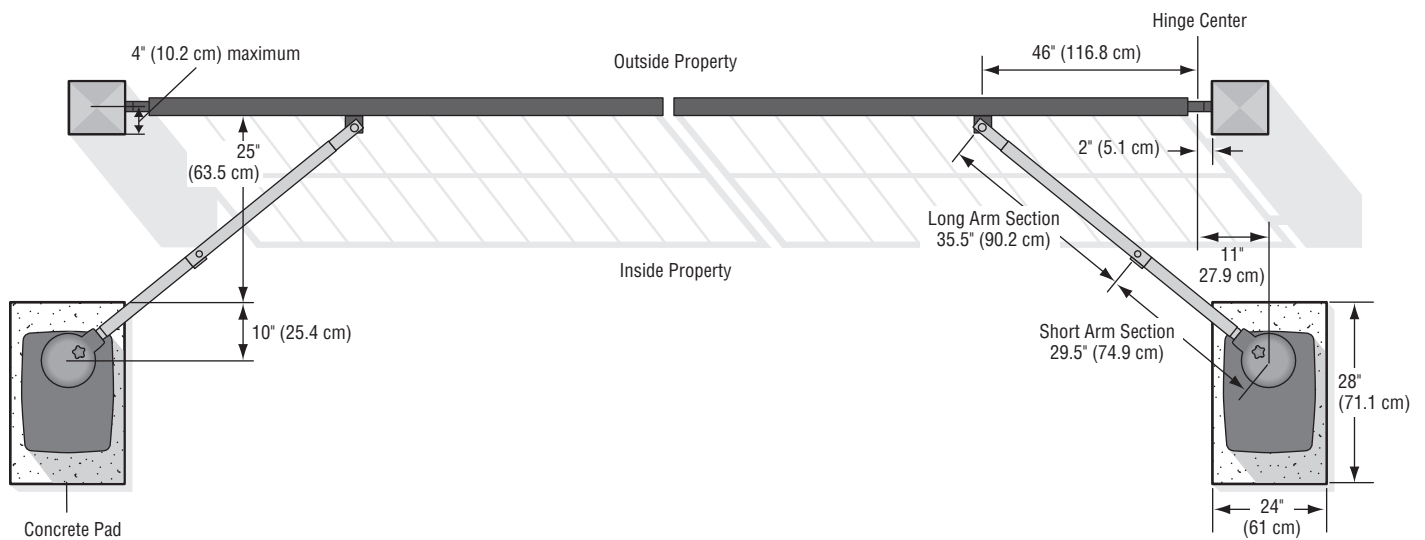 Hinge Center
4" (10.2 cm) maximum
Outside Property
46" (116.8 cm)
25"
(63.5 cm)
2" (5.1 cm)
Long Arm Section
35.5" (90.2 cm)
11"
27.9 cm)
Inside Property
10" (25.4 cm)
Short Arm Section
29.5" (74.9 cm)
28"
(71.1 cm)
24"
(61 cm)
Concrete Pad